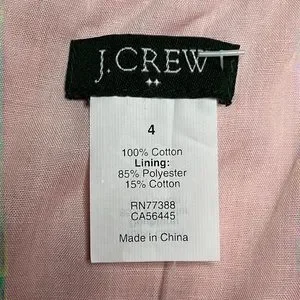 J.CREW
4
100% Cotton
Lining:
85% Polyester
15% Cotton
RN77388
CA56445
Made in China